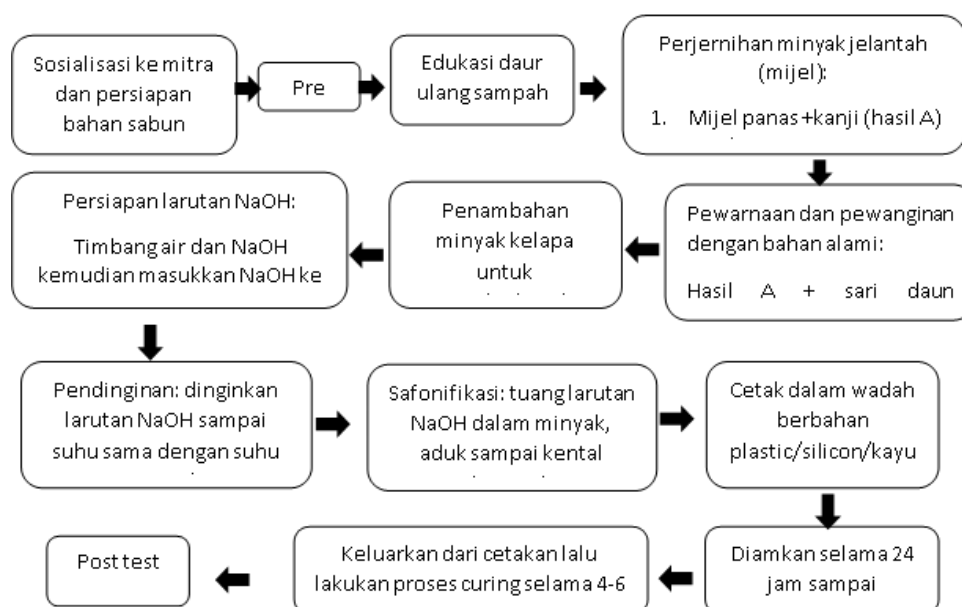 Sosialisasi ke mitra
dan persiapan
bahan sabun
Pre
Edukasi daur
ulang sampah
Perjernihan minyak jelantah
(mijel):
1. Mijel panas +kanji (hasil A)
Pewarnaan dan pewanginan
dengan bahan alami:
Hasil A + sari daun
Penambahan
minyak kelapa
untuk
Persiapan larutan NaOH:
Timbang air dan NaOH
kemudian masukkan NaOH ke
Pendinginan: dinginkan
larutan NaOH sampai
suhu sama dengan suhu
Safonifikasi: tuang larutan
NaOH dalam minyak,
aduk sampai kental
Cetak dalam wadah
berbahan
plastic/silicon/kayu
Diamkan selama 24
jam sampai
Keluarkan dari cetakan lalu
lakukan proses curing selama 4-6
Post test